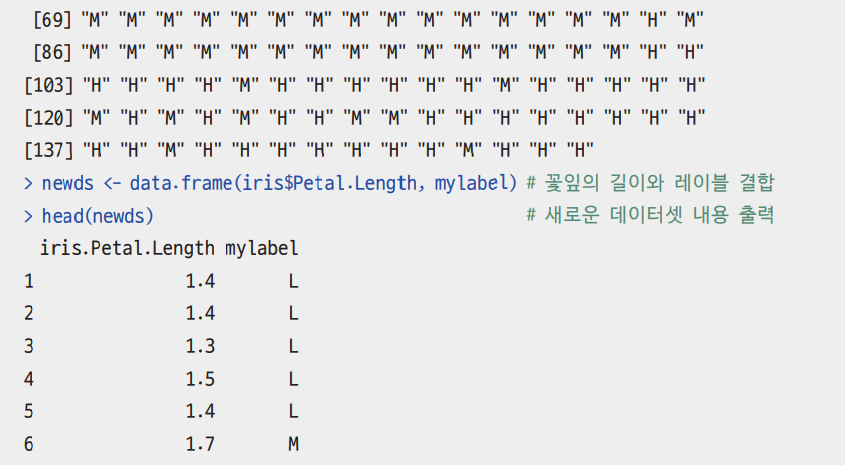 [69] "M" "M" "M" "M" "M" "M" "M" "M" "M" "M" "M" "M" "M" "M" "M" "H" "M"
[86] "M" "M" "M" "M" "M" "M" "M" "M" "M" "M" "M" "M" "M" "M" "M" "H" "H"
[103] "H" "H" "H" "H" "M" "H" "H" "H" "H" "H" "H" "M" "H" "H" "H" "H" "H"
[120] "M" "H" "M" "H" "M" "H" "H" "M" "M" "H" "H" "H" "H" "H" "H" "H" "H"
[137] "H" "H" "M" "H" "H" "H" "H" "H" "H" "H" "M" "H" "H" "H"
> newds <- data.frame(iris$Petal.Length, mylabel) # 꽃잎의 길이와 레이블 결합
> head(newds) # 새로운 데이터셋 내용 출력
iris.Petal.Length mylabel
1 1.4 L
2 1.4 L
3 1.3 L
4 1.5 L
5 1.4 L
6 1.7 M